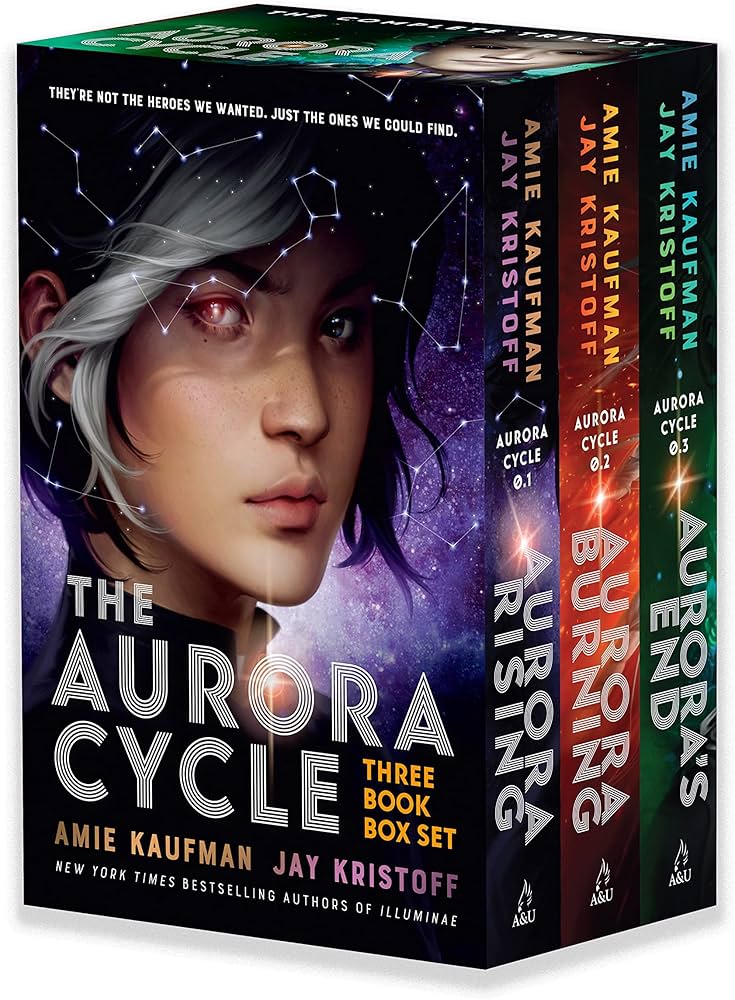 THE COMPLETE TRILOGY
THE
AURORA
CYCLE
THEY'RE NOT THE HEROES WE WANTED. JUST THE ONES WE COULD FIND.
THE
AURORA
CYCLE
THREE
BOOK
BOX SET
AMIE KAUFMAN JAY KRISTOFF
NEW YORK TIMES BESTSELLING AUTHORS OF ILLUMINAE
AMIE KAUFMAN
JAY KRISTOFF
AURORA
CYCLE
0.1
AURORA
RISING
A&U
AMIE KAUFMAN
JAY KRISTOFF
AURORA
CYCLE
0.2
AURORA
BURNING
A&U
AMIE KAUFMAN
JAY KRISTOFF
AURORA
CYCLE
0.3
AURORA'S
END
A&U